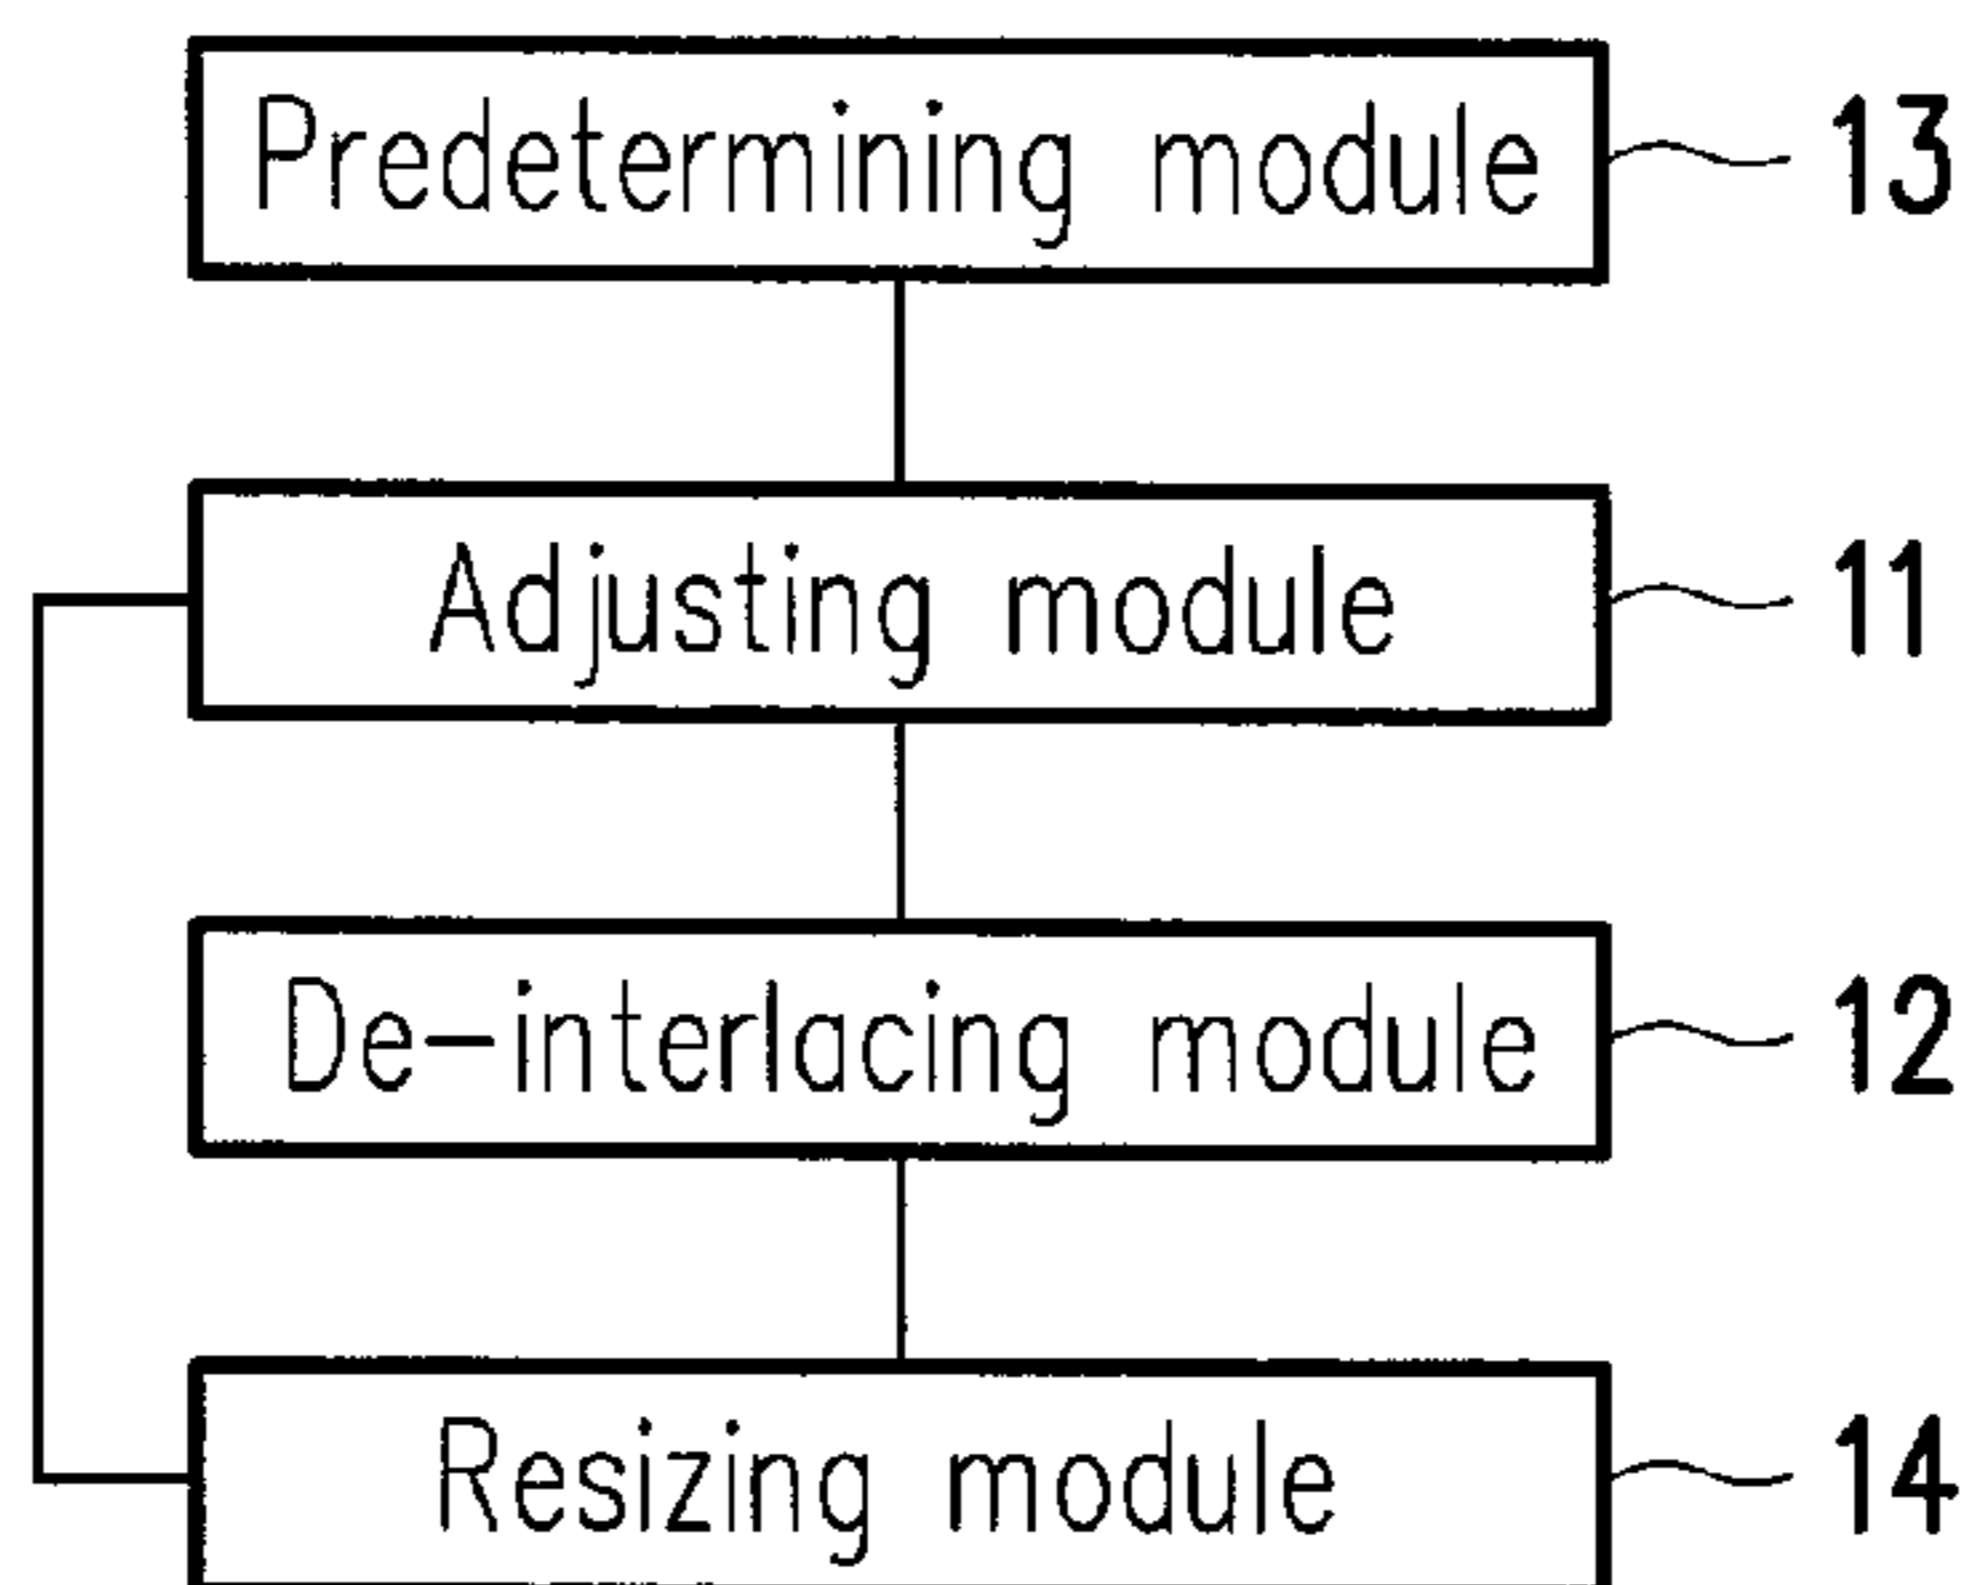 Predetermining module 13
Adjusting module 11
De-interlacing module 12
Resizing module 14